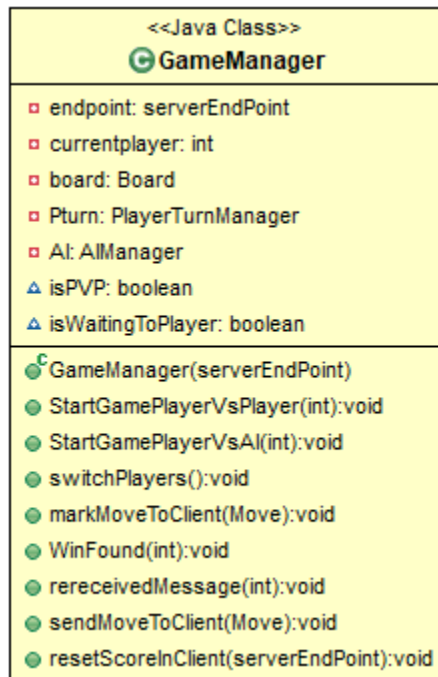 <<Java Class>>
C GameManager
endpoint: serverEndPoint
currentplayer: int
board: Board
Pturn: PlayerTurnManager
AI: AIManager
isPVP: boolean
isWaitingToPlayer: boolean
C GameManager(serverEndPoint)
StartGamePlayerVsPlayer(int):void
StartGamePlayerVsAI(int):void
switchPlayers():void
markMoveToClient(Move):void
WinFound(int):void
rereceivedMessage(int):void
sendMoveToClient(Move):void
resetScoreInClient(serverEndPoint):void